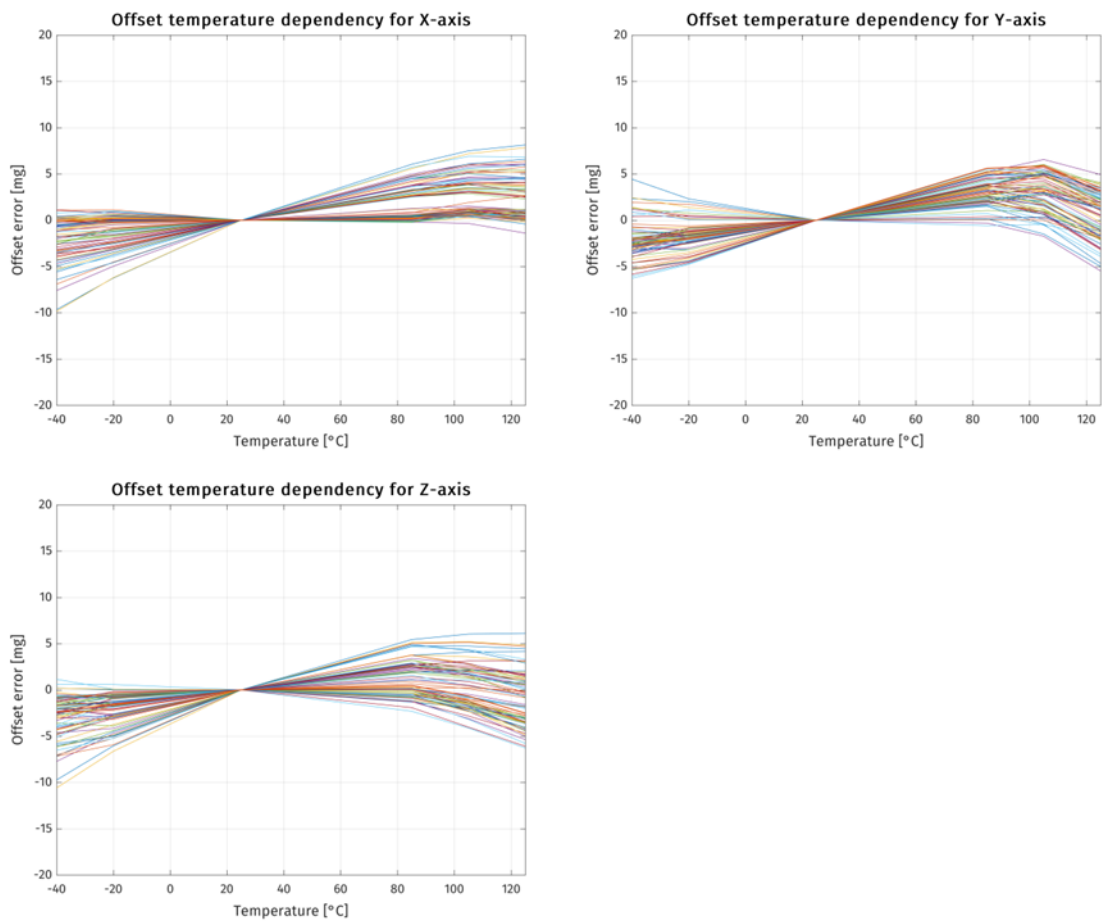 Offset temperature dependency for X-axis
20
15
10
5
0
-5
-10
-15
-20
Offset error [mg]
-40 -20 0 20 40 60 80 100 120
Temperature [°C]
Offset temperature dependency for Y-axis
20
15
10
5
0
-5
-10
-15
-20
Offset error [mg]
-40 -20 0 20 40 60 80 100 120
Temperature [°C]
Offset temperature dependency for Z-axis
20
15
10
5
0
-5
-10
-15
-20
Offset error [mg]
-40 -20 0 20 40 60 80 100 120
Temperature [°C]